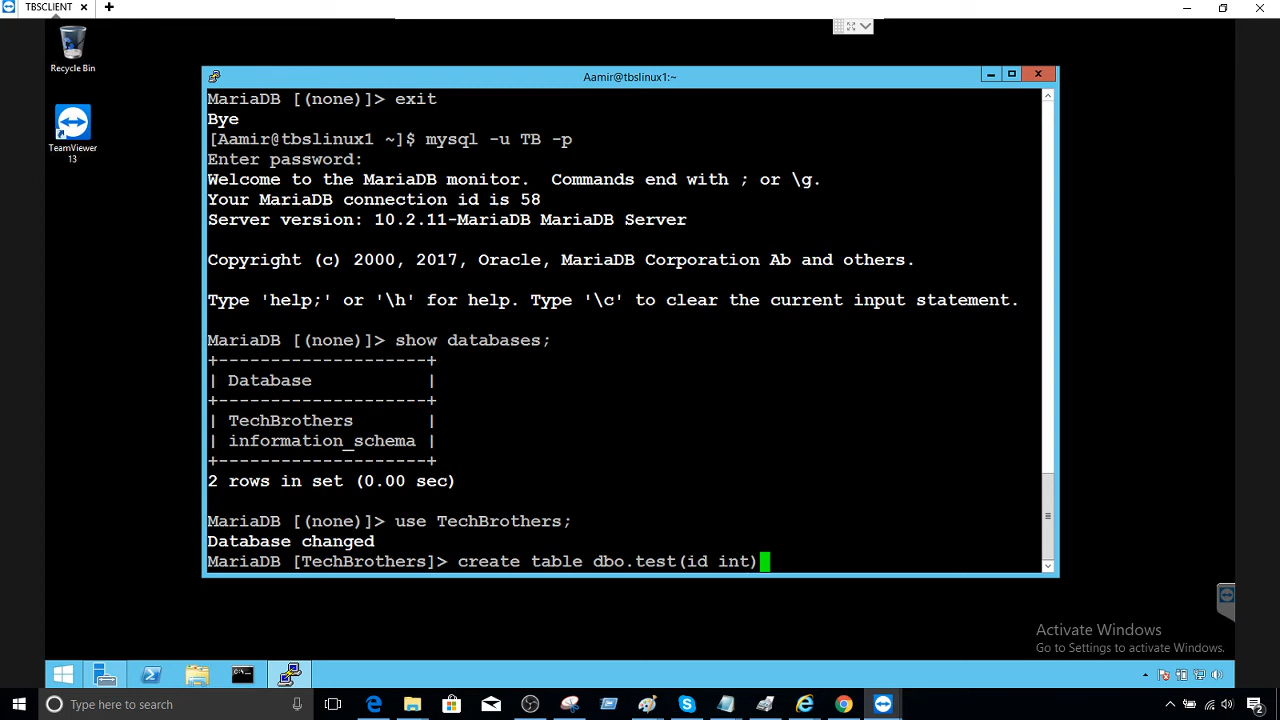 TBSCLIENT
Recycle Bin
TeamViewer
13
Aamir@tbslinux1:~
MariaDB [(none)]> exit
Bye
[Aamir@tbslinux1 ~]$ mysql -u TB -p
Enter password:
Welcome to the MariaDB monitor.  Commands end with ; or \g.
Your MariaDB connection id is 58
Server version: 10.2.11-MariaDB MariaDB Server
Copyright (c) 2000, 2017, Oracle, MariaDB Corporation Ab and others.
Type 'help;' or '\h' for help. Type '\c' to clear the current input statement.
MariaDB [(none)]> show databases;
+--------------------+
| Database           |
+--------------------+
| TechBrothers       |
| information_schema |
+--------------------+
2 rows in set (0.00 sec)
MariaDB [(none)]> use TechBrothers;
Database changed
MariaDB [TechBrothers]> create table dbo.test(id int)
Activate Windows
Go to Settings to activate Windows.
Type here to search